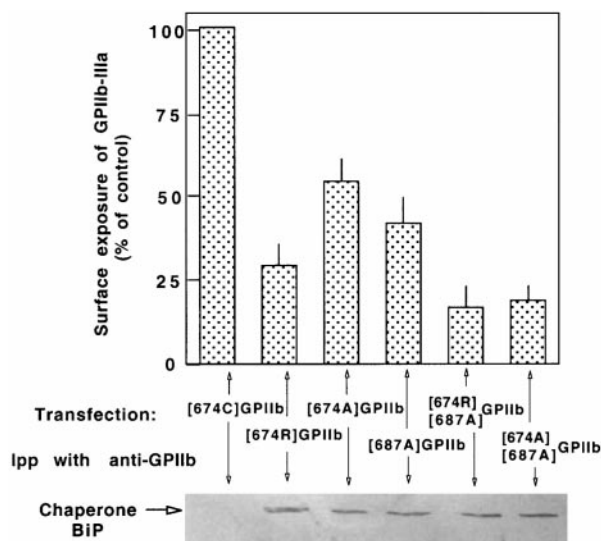 Surface exposure of GPIIb-IIIa
(% of control)
100
75
50
25
0
Transfection:
[674C]GPIIb
[674R]GPIIb
[674A]GPIIb
[687A]GPIIb
[674R]
[687A]GPIIb
[674A]
[687A]GPIIb
Ipp with anti-GPIIb
Chaperone
BiP